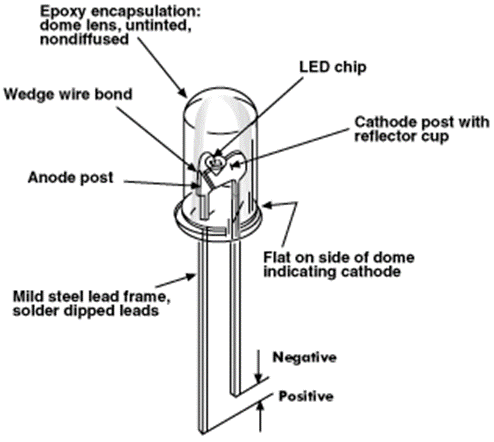 Epoxy encapsulation:
dome lens, untinted,
nondiffused
LED chip
Wedge wire bond
Cathode post with
reflector cup
Anode post
Flat on side of dome
indicating cathode
Mild steel lead frame,
solder dipped leads
Negative
Positive